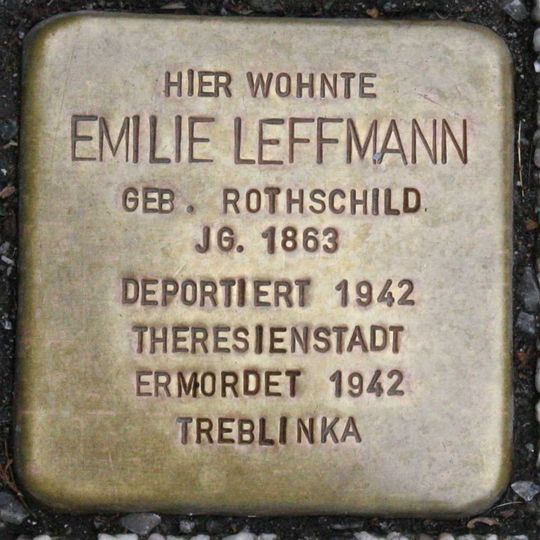 HIER WOHNTE
EMILIE LEFFMANN
GEB. ROTHSCHILD
JG. 1863
DEPORTIERT 1942
THERESIENSTADT
ERMORDET 1942
TREBLINKA